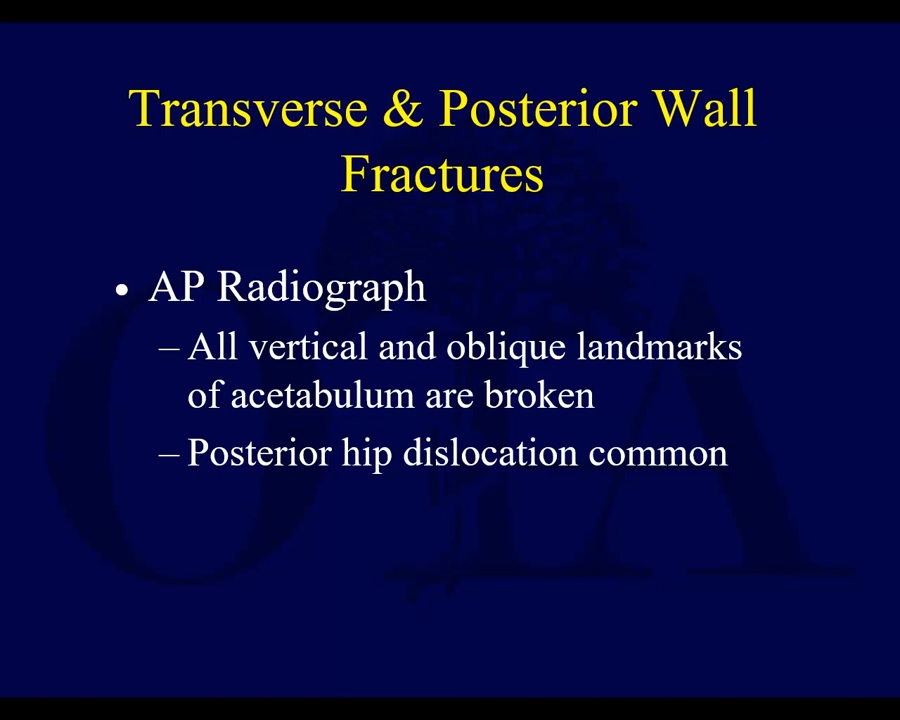 Transverse & Posterior Wall
Fractures
• AP Radiograph
– All vertical and oblique landmarks
of acetabulum are broken
– Posterior hip dislocation common
OTA